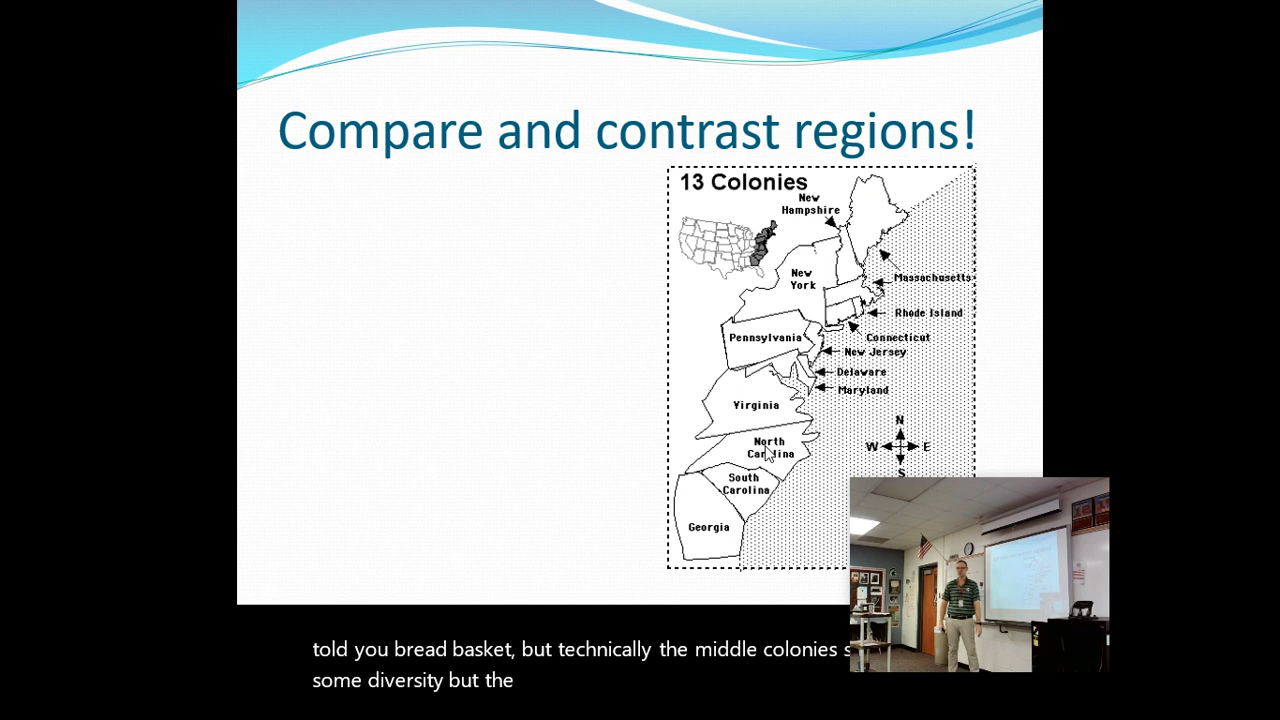 Compare and contrast regions!
13 Colonies
New
Hampshire
New
York
Massachusetts
Rhode Island
Pennsylvania
Connecticut
New Jersey
Delaware
Maryland
Virginia
N
W E
S
North
Carolina
South
Carolina
Georgia
told you bread basket, but technically the middle colonies
some diversity but the